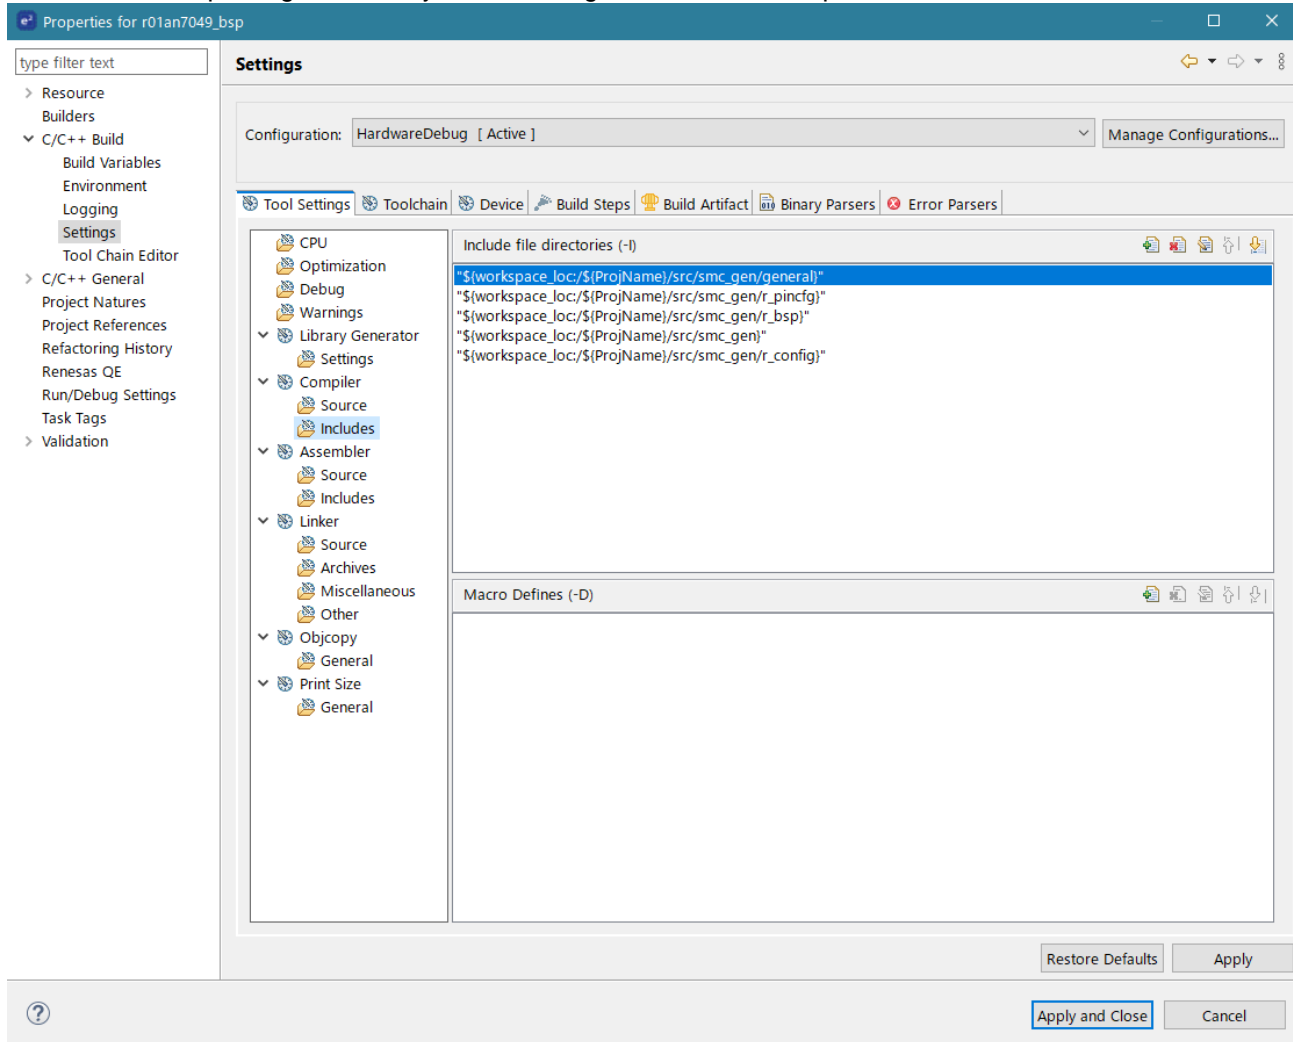 Properties for r01an7049_bsp
type filter text
Resource
Builders
C/C++ Build
Build Variables
Environment
Logging
Settings
Tool Chain Editor
C/C++ General
Project Natures
Project References
Refactoring History
Renesas QE
Run/Debug Settings
Task Tags
Validation
Settings
Configuration: HardwareDebug [ Active ] Manage Configurations...
Tool Settings Toolchain Device Build Steps Build Artifact Binary Parsers Error Parsers
CPU
Optimization
Debug
Warnings
Library Generator
Settings
Compiler
Source
Includes
Assembler
Source
Includes
Linker
Source
Archives
Miscellaneous
Other
Objcopy
General
Print Size
General
Include file directories (-I)
"${workspace_loc:/${ProjName}/src/smc_gen/general}"
"${workspace_loc:/${ProjName}/src/smc_gen/r_pincfg}"
"${workspace_loc:/${ProjName}/src/smc_gen/r_bsp}"
"${workspace_loc:/${ProjName}/src/smc_gen}"
"${workspace_loc:/${ProjName}/src/smc_gen/r_config}"
Macro Defines (-D)
Restore Defaults Apply
Apply and Close Cancel